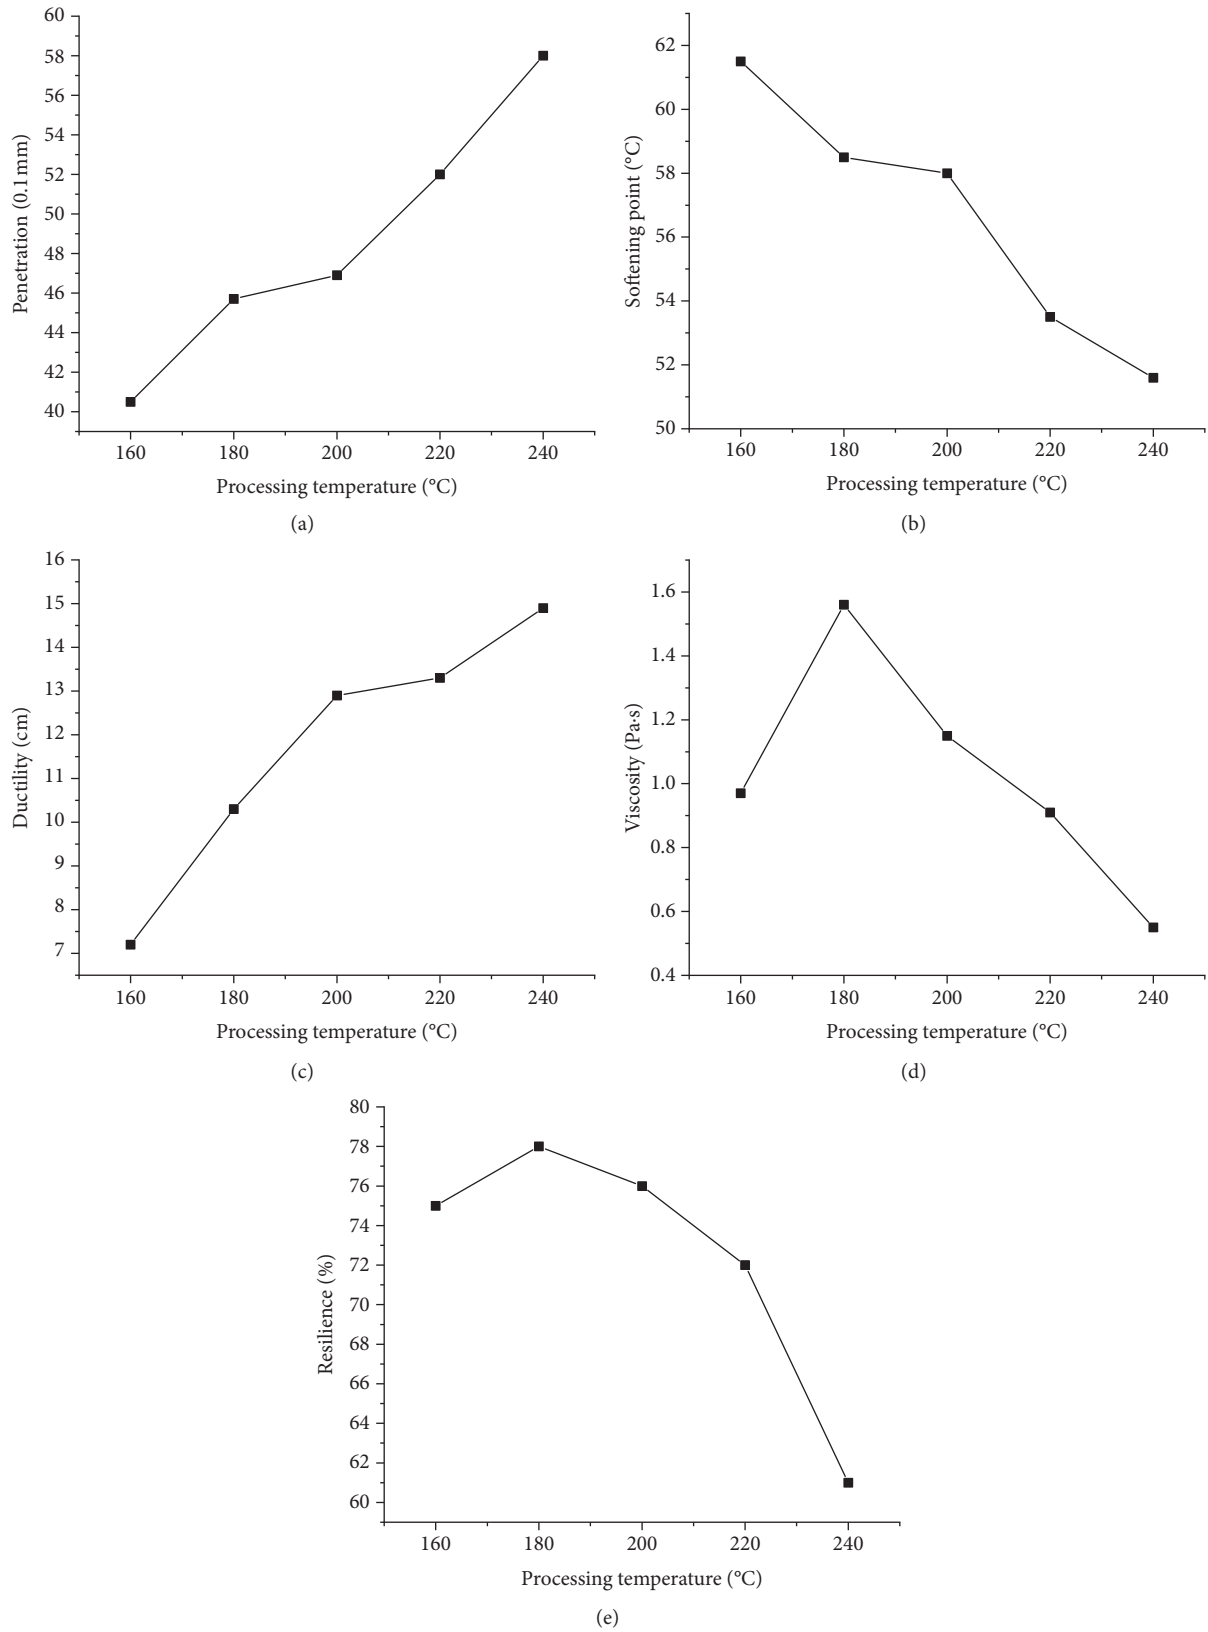 60
58
56
54
52
50
48
46
44
42
40
Penetration (0.1 mm)
160 180 200 220 240
Processing temperature (°C)
(a)
62
60
58
56
54
52
50
Softening point (°C)
160 180 200 220 240
Processing temperature (°C)
(b)
16
15
14
13
12
10
10
9
8
7
Ductility (cm)
160 180 200 220 240
Processing temperature (°C)
(c)
1.6
1.4
1.2
1.0
0.8
0.6
0.4
Viscosity (Pa·s)
160 180 200 220 240
Processing temperature (°C)
(d)
80
78
76
74
72
70
68
66
64
62
60
Resilience (%)
160 180 200 220 240
Processing temperature (°C)
(e)